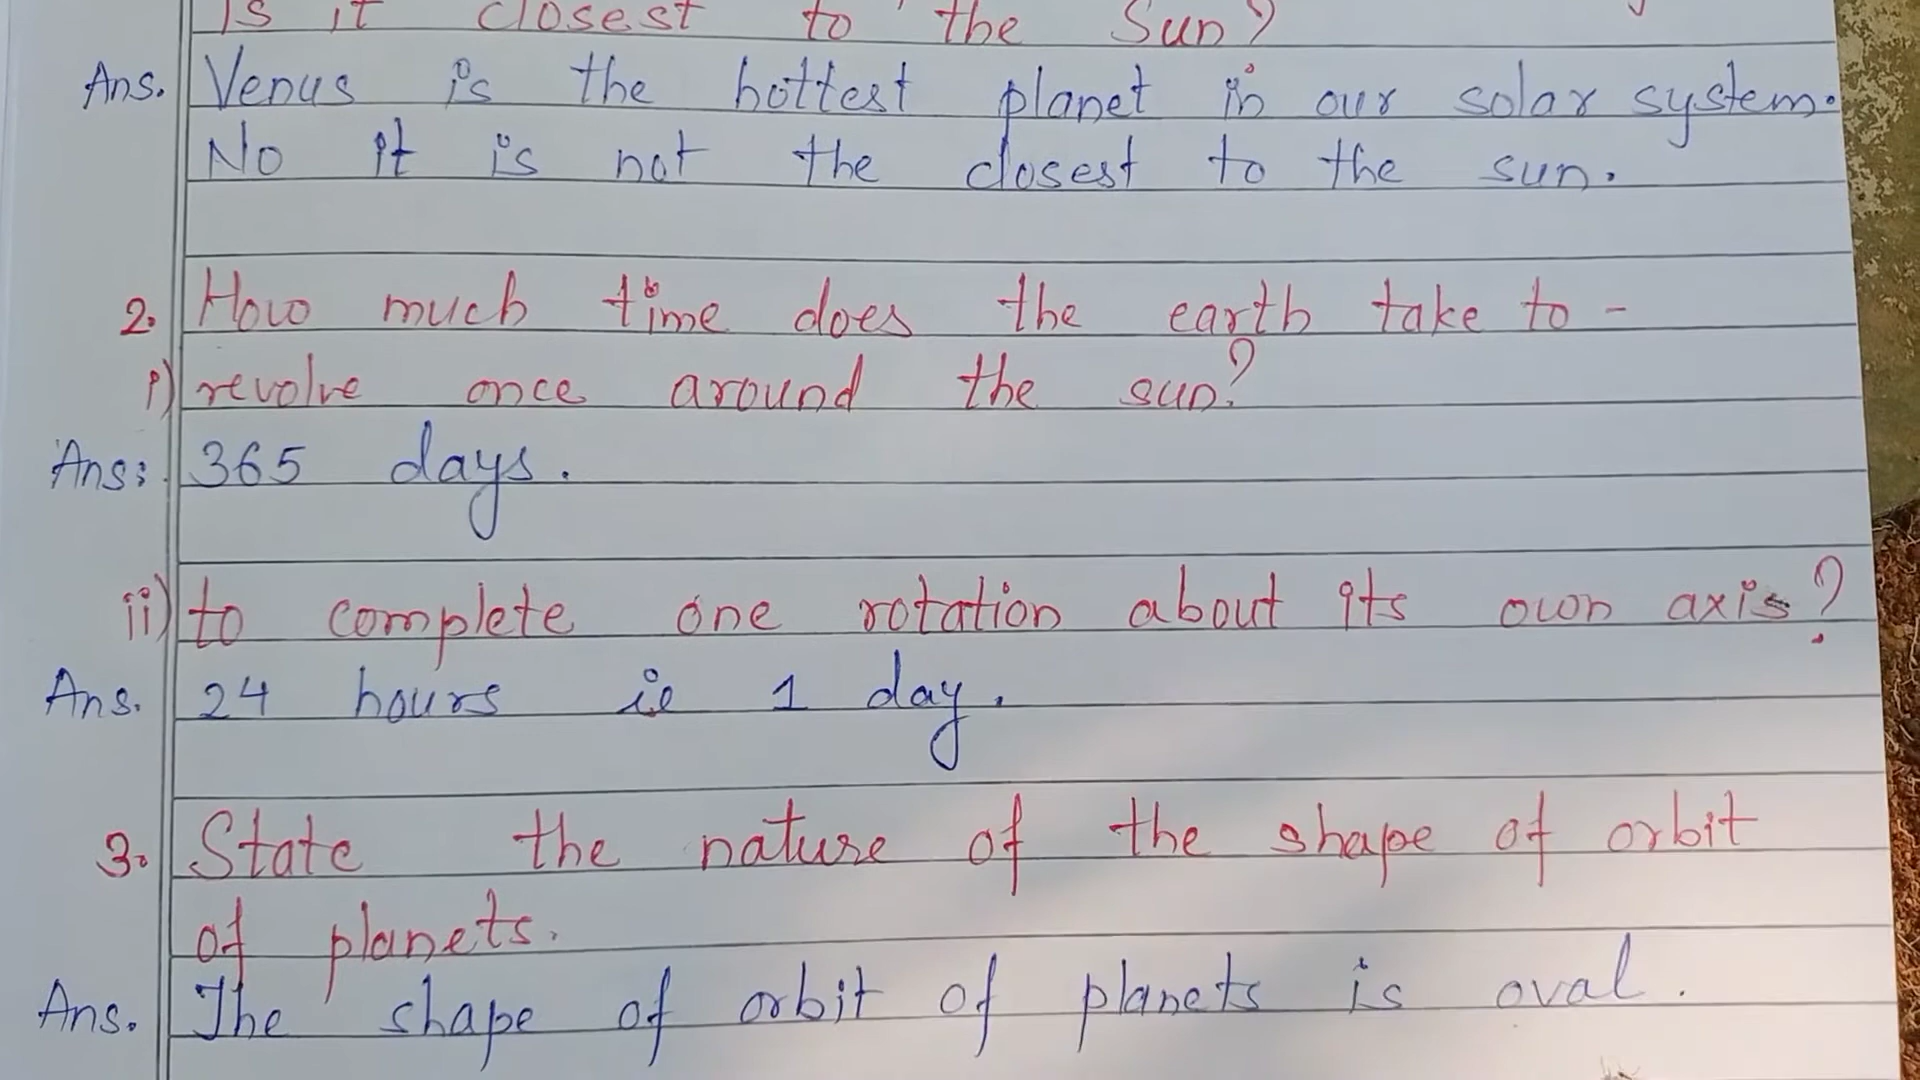 Is it closest to the Sun?
Ans. Venus is the hottest planet in our solar system.
No it is not the closest to the sun.
2. How much time does the earth take to -
i) revolve once around the sun?
Ans: 365 days.
ii) to complete one rotation about its own axis?
Ans. 24 hours ie 1 day.
3. State the nature of the shape of orbit
of planets.
Ans. The shape of orbit of planets is oval.